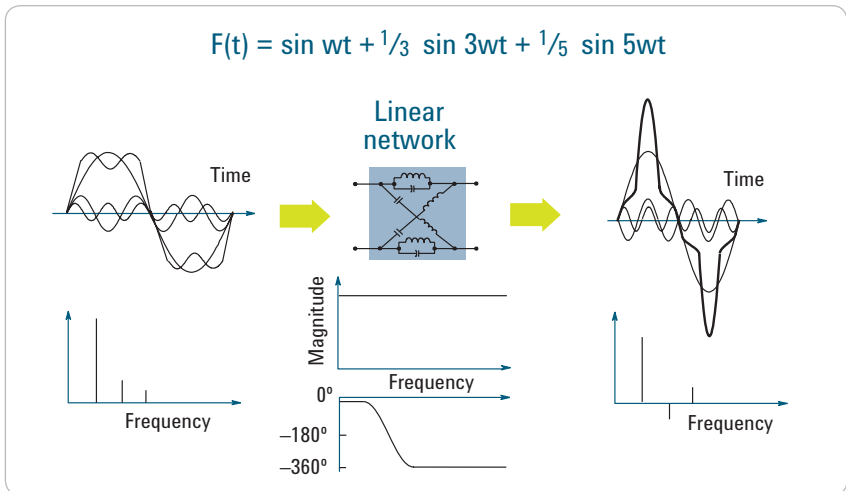 F(t) = sin wt + 1/3 sin 3wt + 1/5 sin 5wt
Linear
network
Time
Time
Magnitude
Frequency
Frequency
Frequency
0º
–180º
–360º